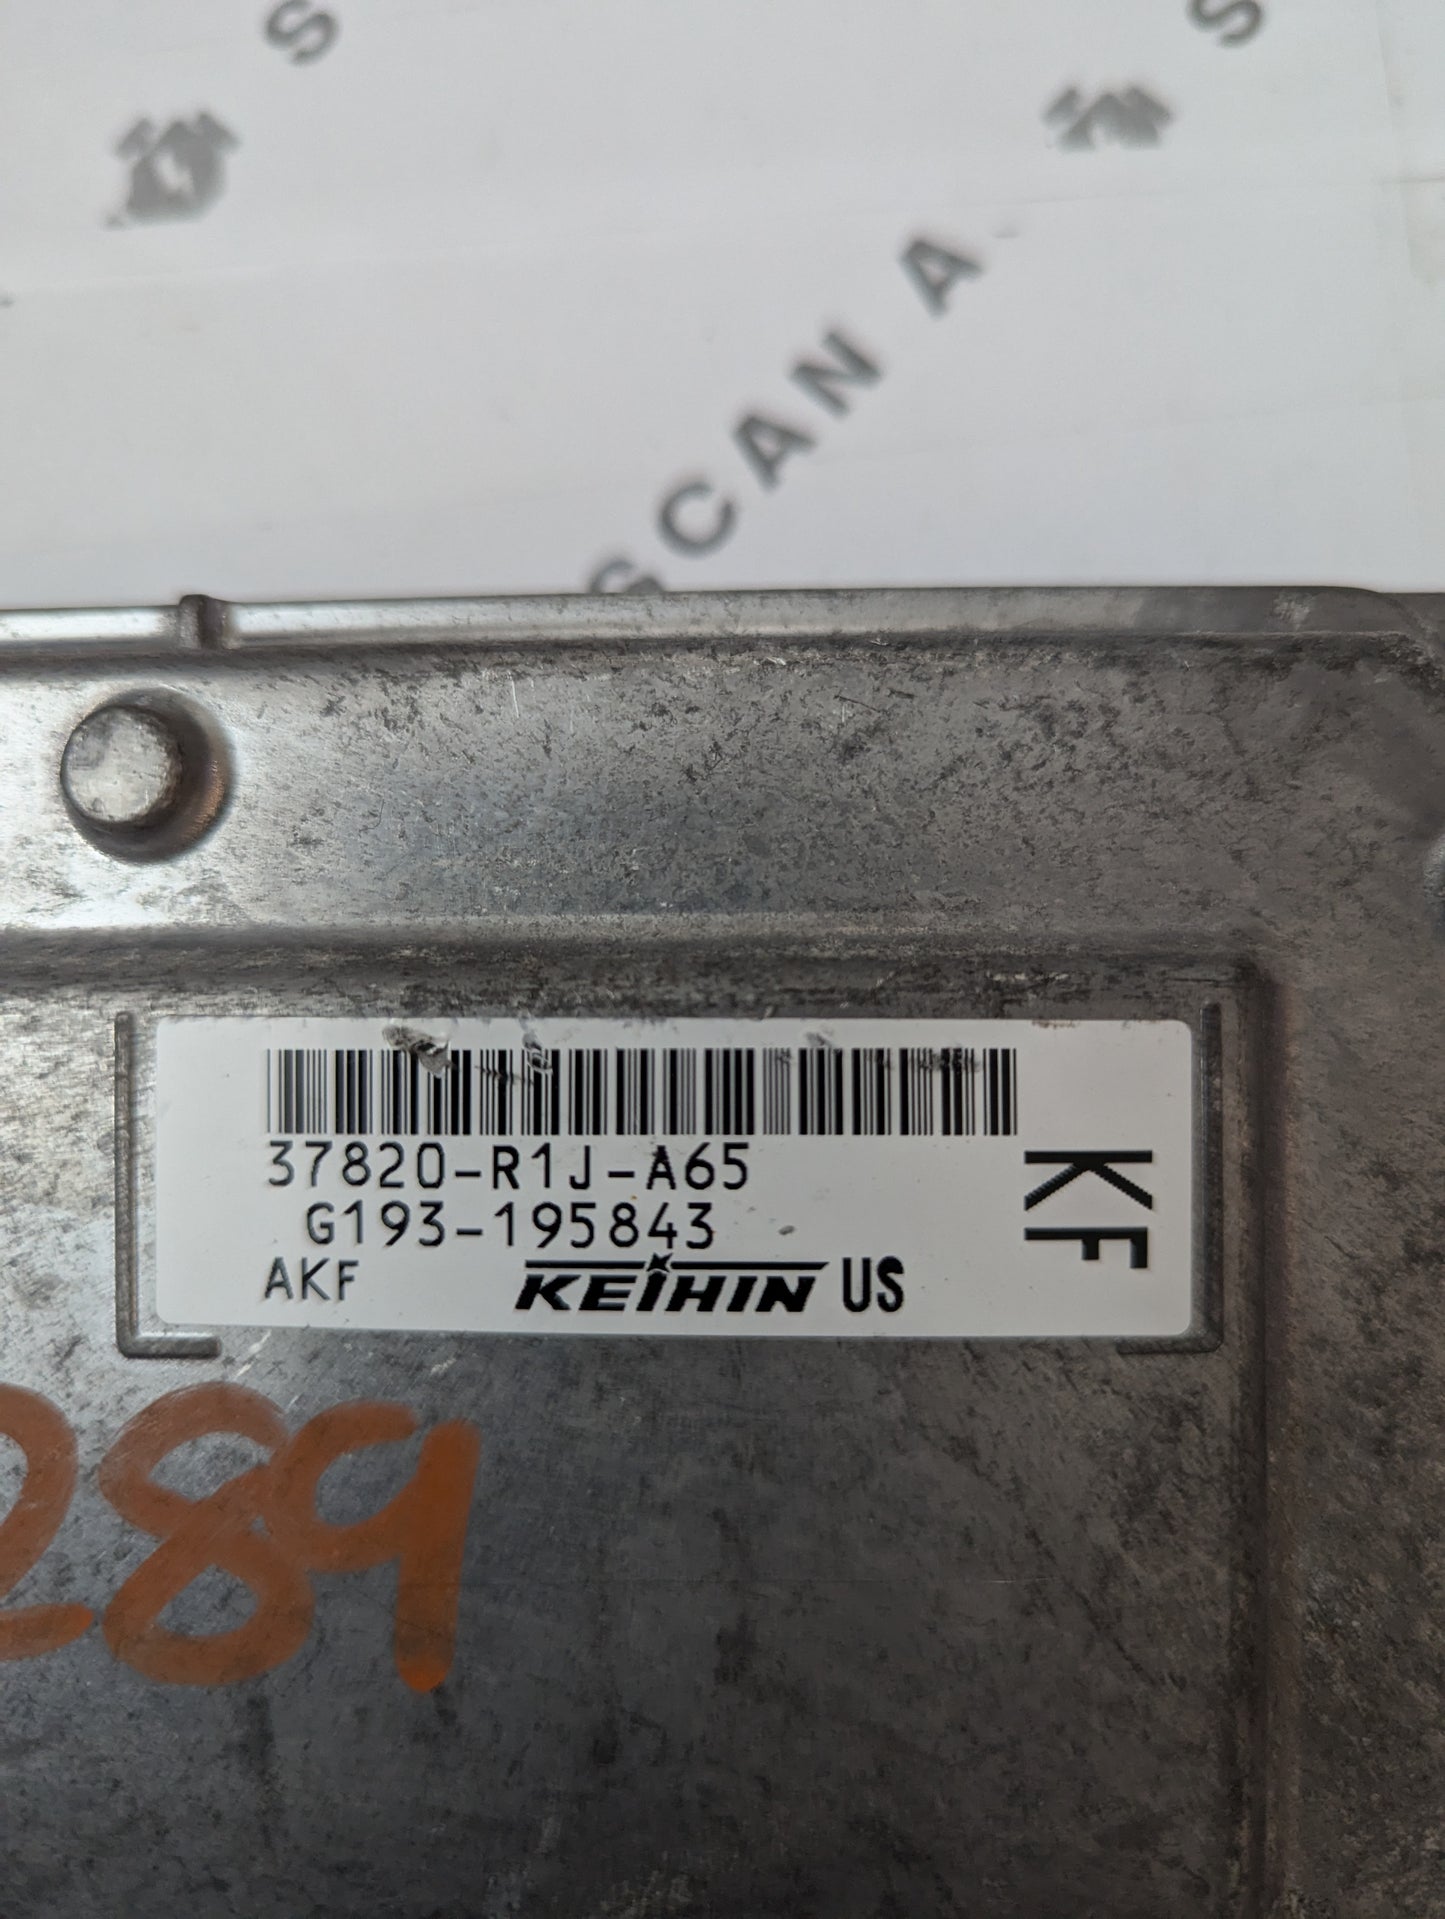 S
S
SCAN A
37820-R1J-A65
G193-195843
AKF KEIHIN US
KF
289